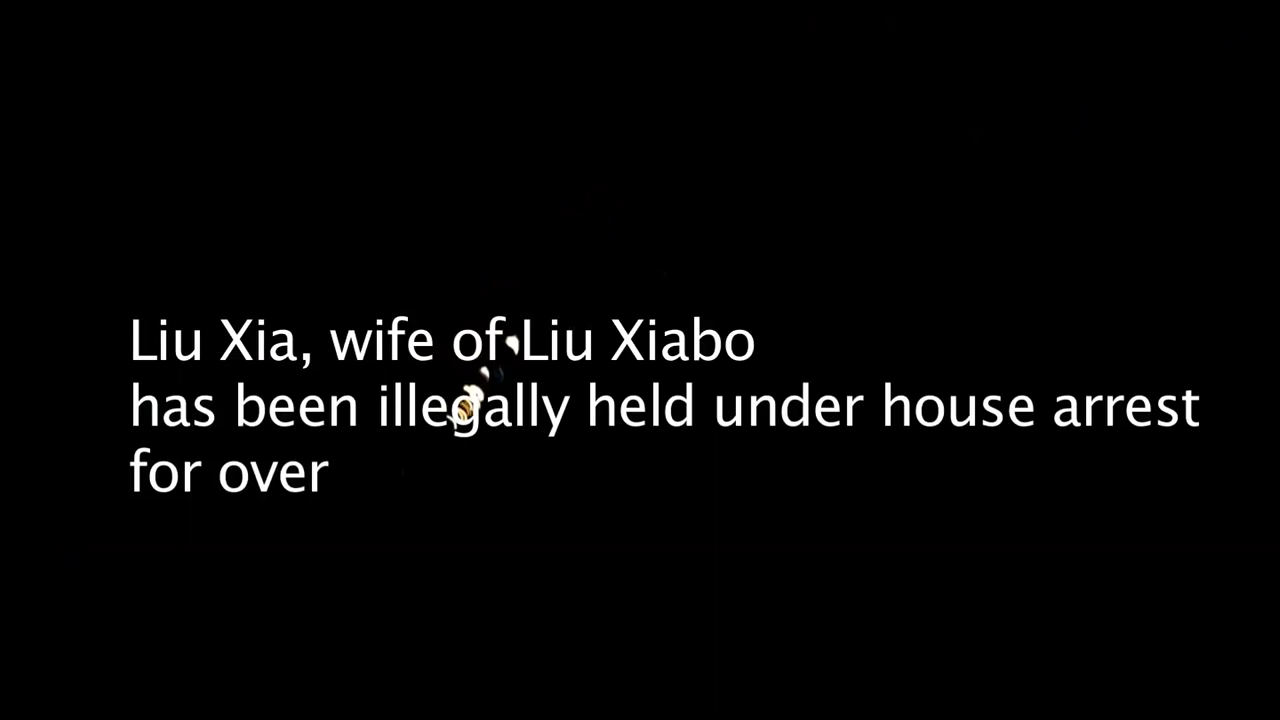 Liu Xia, wife of Liu Xiabo
has been illegally held under house arrest
for over